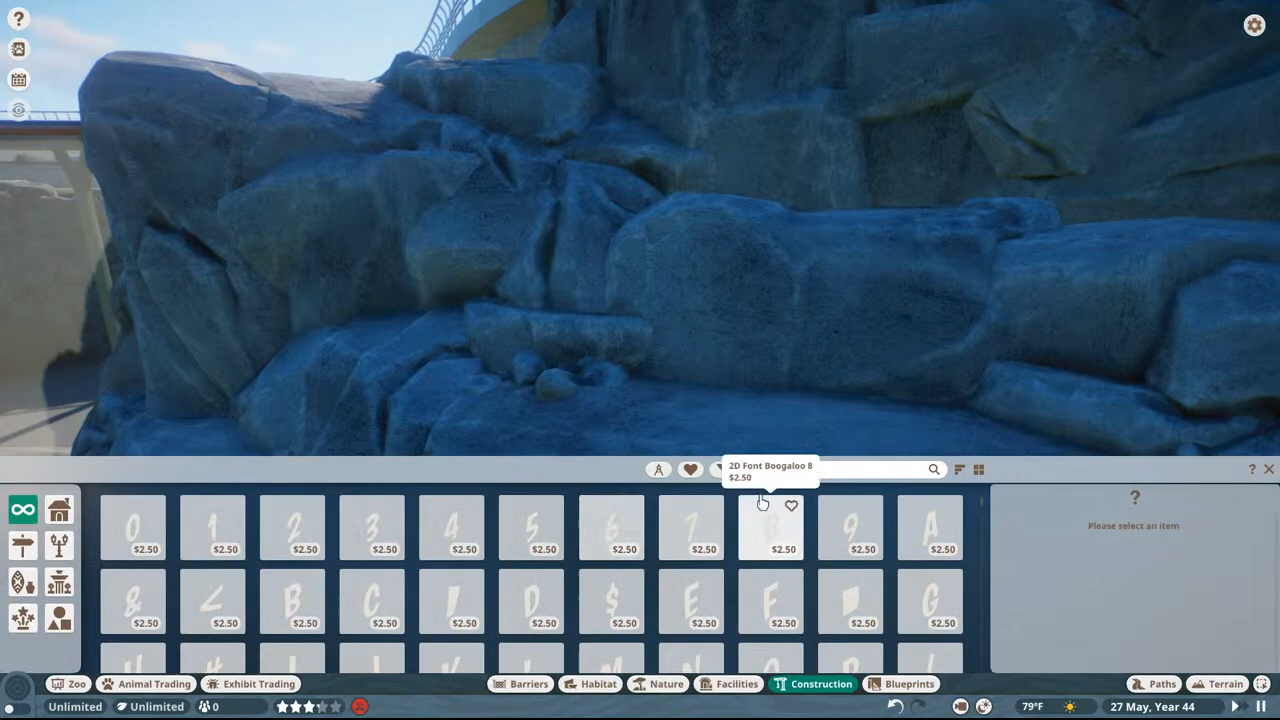 ?
2D Font Boogaloo 8
$2.50
?
0 $2.50
1 $2.50
2 $2.50
3 $2.50
4 $2.50
5 $2.50
6 $2.50
7 $2.50
8 $2.50
9 $2.50
A $2.50
?
Please select an item
& $2.50
< $2.50
B $2.50
C $2.50
$2.50
D $2.50
$ $2.50
E $2.50
F $2.50
$2.50
G $2.50
Zoo Animal Trading Exhibit Trading Barriers Habitat Nature Facilities Construction Blueprints Paths Terrain
Unlimited Unlimited 0 79°F 27 May, Year 44